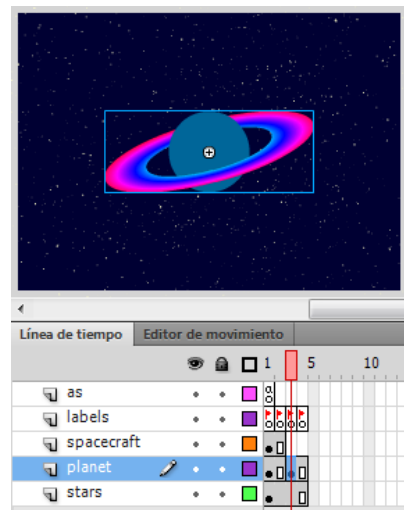 Línea de tiempo Editor de movimiento
1 5 10
as
a
labels
spacecraft
planet
stars